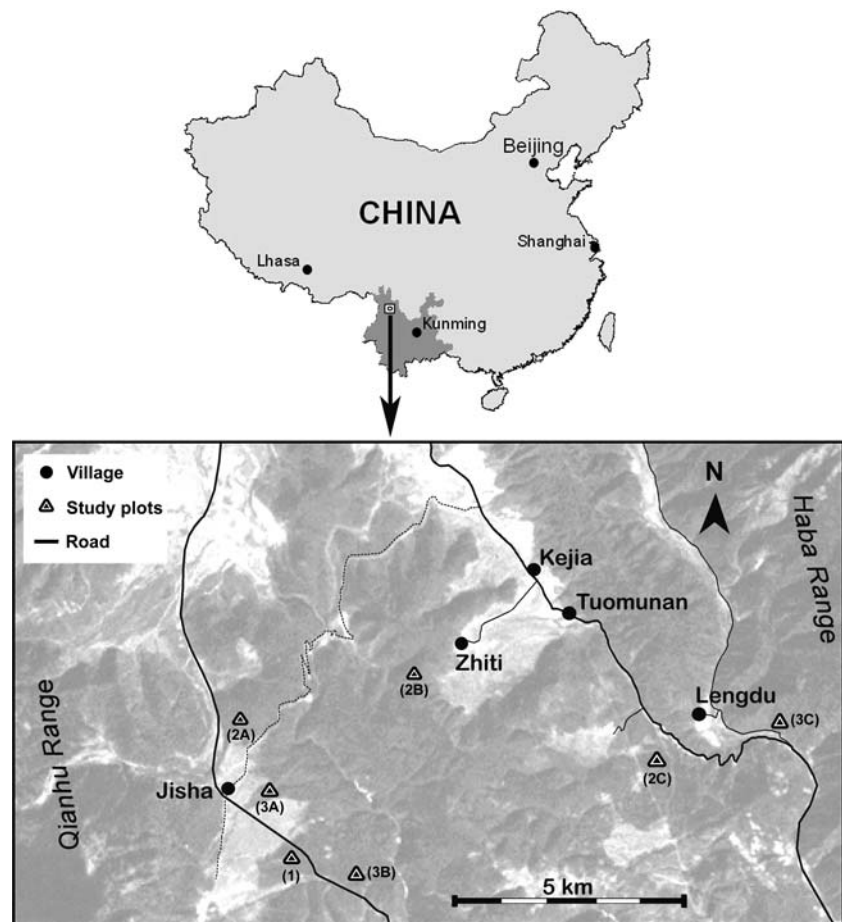 Beijing
CHINA
Shanghai
Lhasa
Kunming
Village
Study plots
Road
N
Haba Range
Kejia
Tuomunan
Zhiti
(2B)
Lengdu
(3C)
Qianhu Range
(2A)
(2C)
Jisha
(3A)
(1)
(3B)
5 km